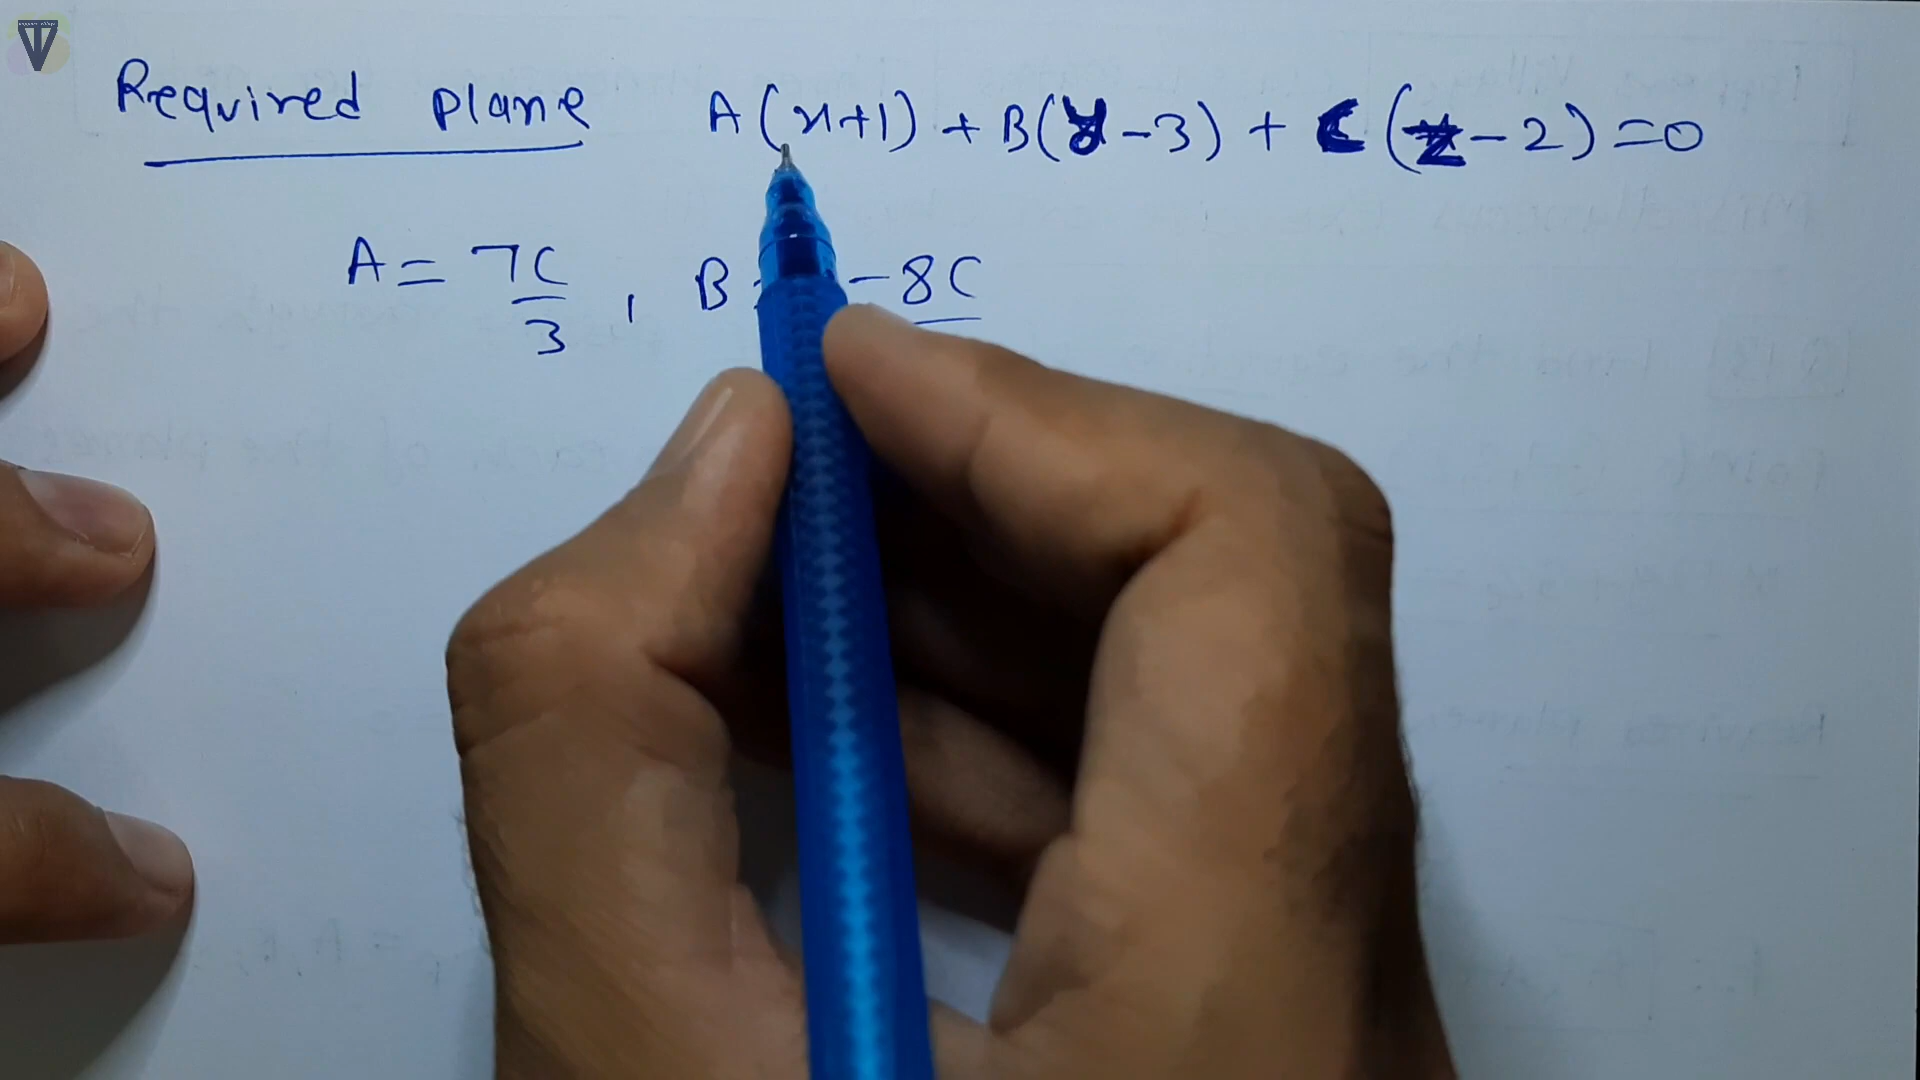 Required plane A(x+1) + B(y-3) + C(z-2)=0
A = 7C/3 , B = -8C